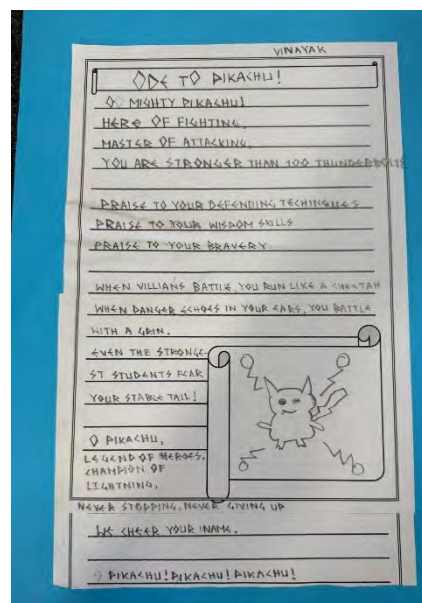 VINAYAK
ODE TO PIKACHU!
O MIGHTY PIKACHU!
HERO OF FIGHTING,
MASTER OF ATTACKING,
YOU ARE STRONGER THAN 100 THUNDERBOLTS
PRAISE TO YOUR DEFENDING TECHINQUES
PRAISE TO YOUR WISDOM SKILLS
PRAISE TO YOUR BRAVERY
WHEN VILLIANS BATTLE, YOU RUN LIKE A CHEETAH
WHEN DANGER ECHOES IN YOUR EARS, YOU BATTLE
WITH A GRIN.
EVEN THE STRONGE-
ST STUDENTS FEAR
YOUR STABLE TAIL!
O PIKACHU,
LEGEND OF HEROES,
CHAMPION OF
LIGHTNING,
NEVER STOPPING, NEVER GIVING UP
WE CHEER YOUR NAME.
O PIKACHU! PIKACHU! PIKACHU!